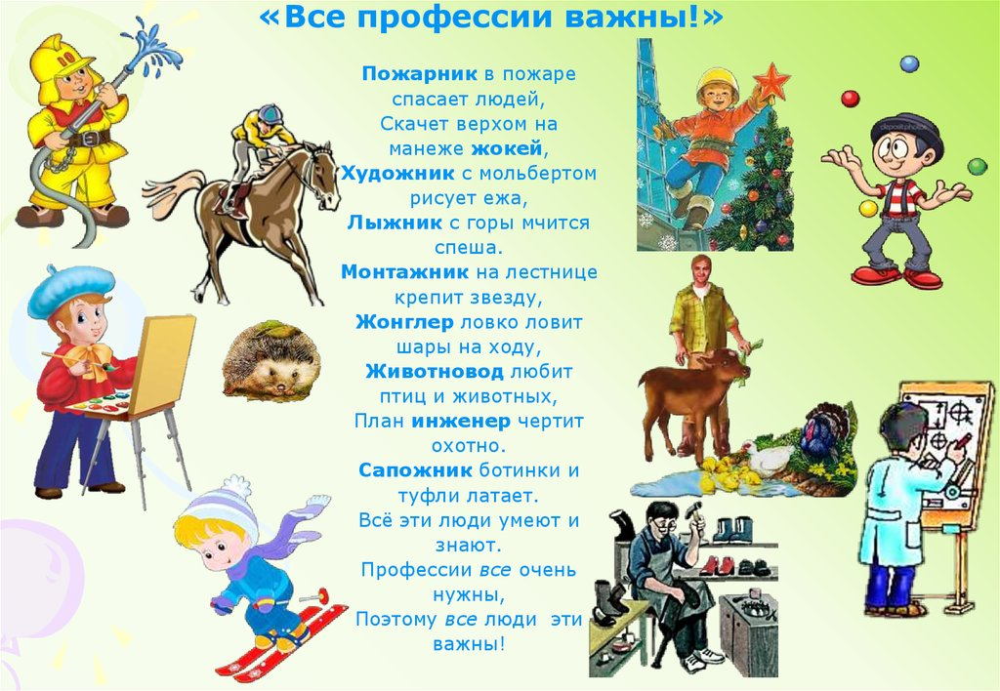 «Все профессии важны!»
Пожарник в пожаре
спасает людей,
Скачет верхом на
манеже жокей,
Художник с мольбертом
рисует ежа,
Лыжник с горы мчится
спеша.
Монтажник на лестнице
крепит звезду,
Жонглер ловко ловит
шары на ходу,
Животновод любит
птиц и животных,
План инженер чертит
охотно.
Сапожник ботинки и
туфли латает.
Всё эти люди умеют и
знают.
Профессии все очень
нужны,
Поэтому все люди эти
важны!
10
depositphotos